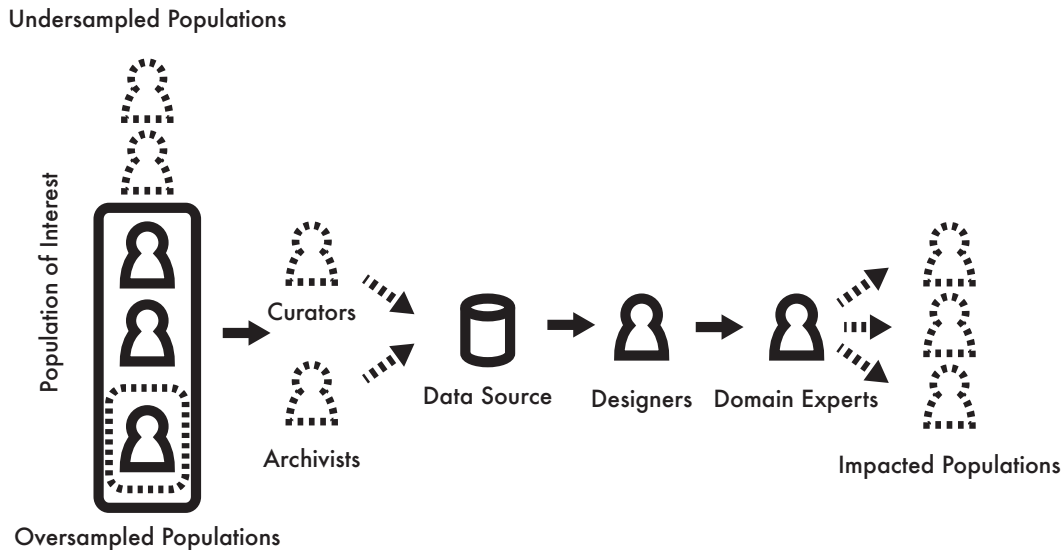 Undersampled Populations
Population of Interest
Curators
Archivists
Data Source
Designers
Domain Experts
Impacted Populations
Oversampled Populations